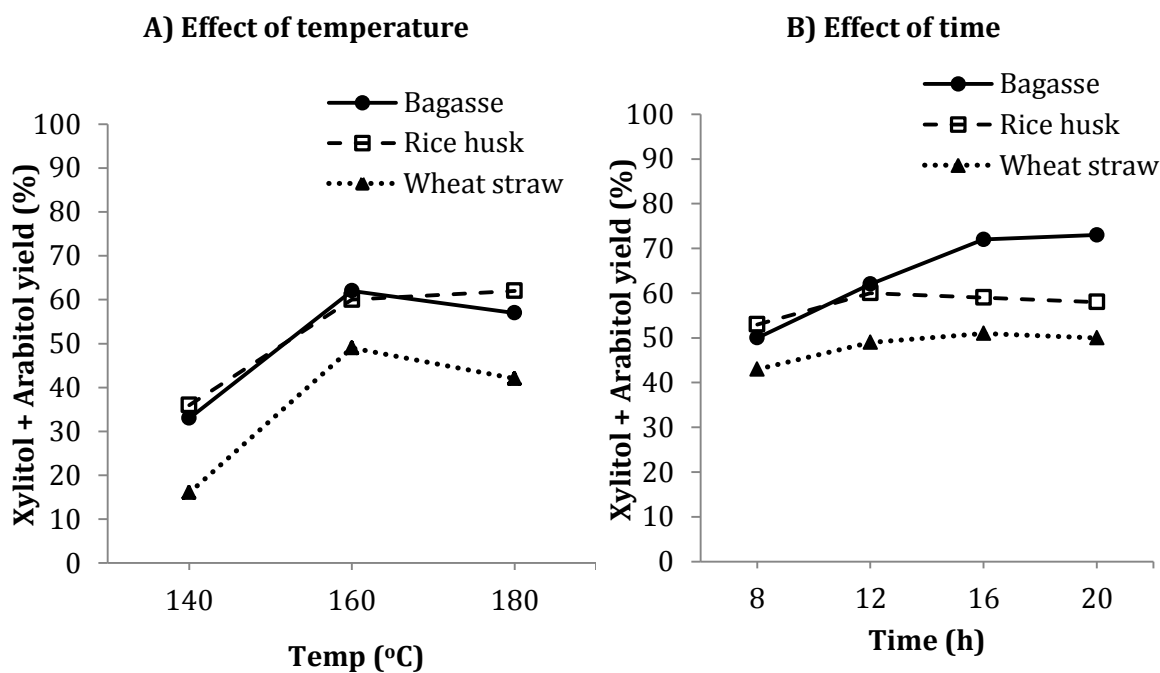 A) Effect of temperature
Bagasse
Rice husk
Wheat straw
Xylitol + Arabitol yield (%)
100
90
80
70
60
50
40
30
20
10
0
140 160 180
Temp (ºC)
B) Effect of time
Bagasse
Rice husk
Wheat straw
Xylitol + Arabitol yield (%)
100
90
80
70
60
50
40
30
20
10
0
8 12 16 20
Time (h)